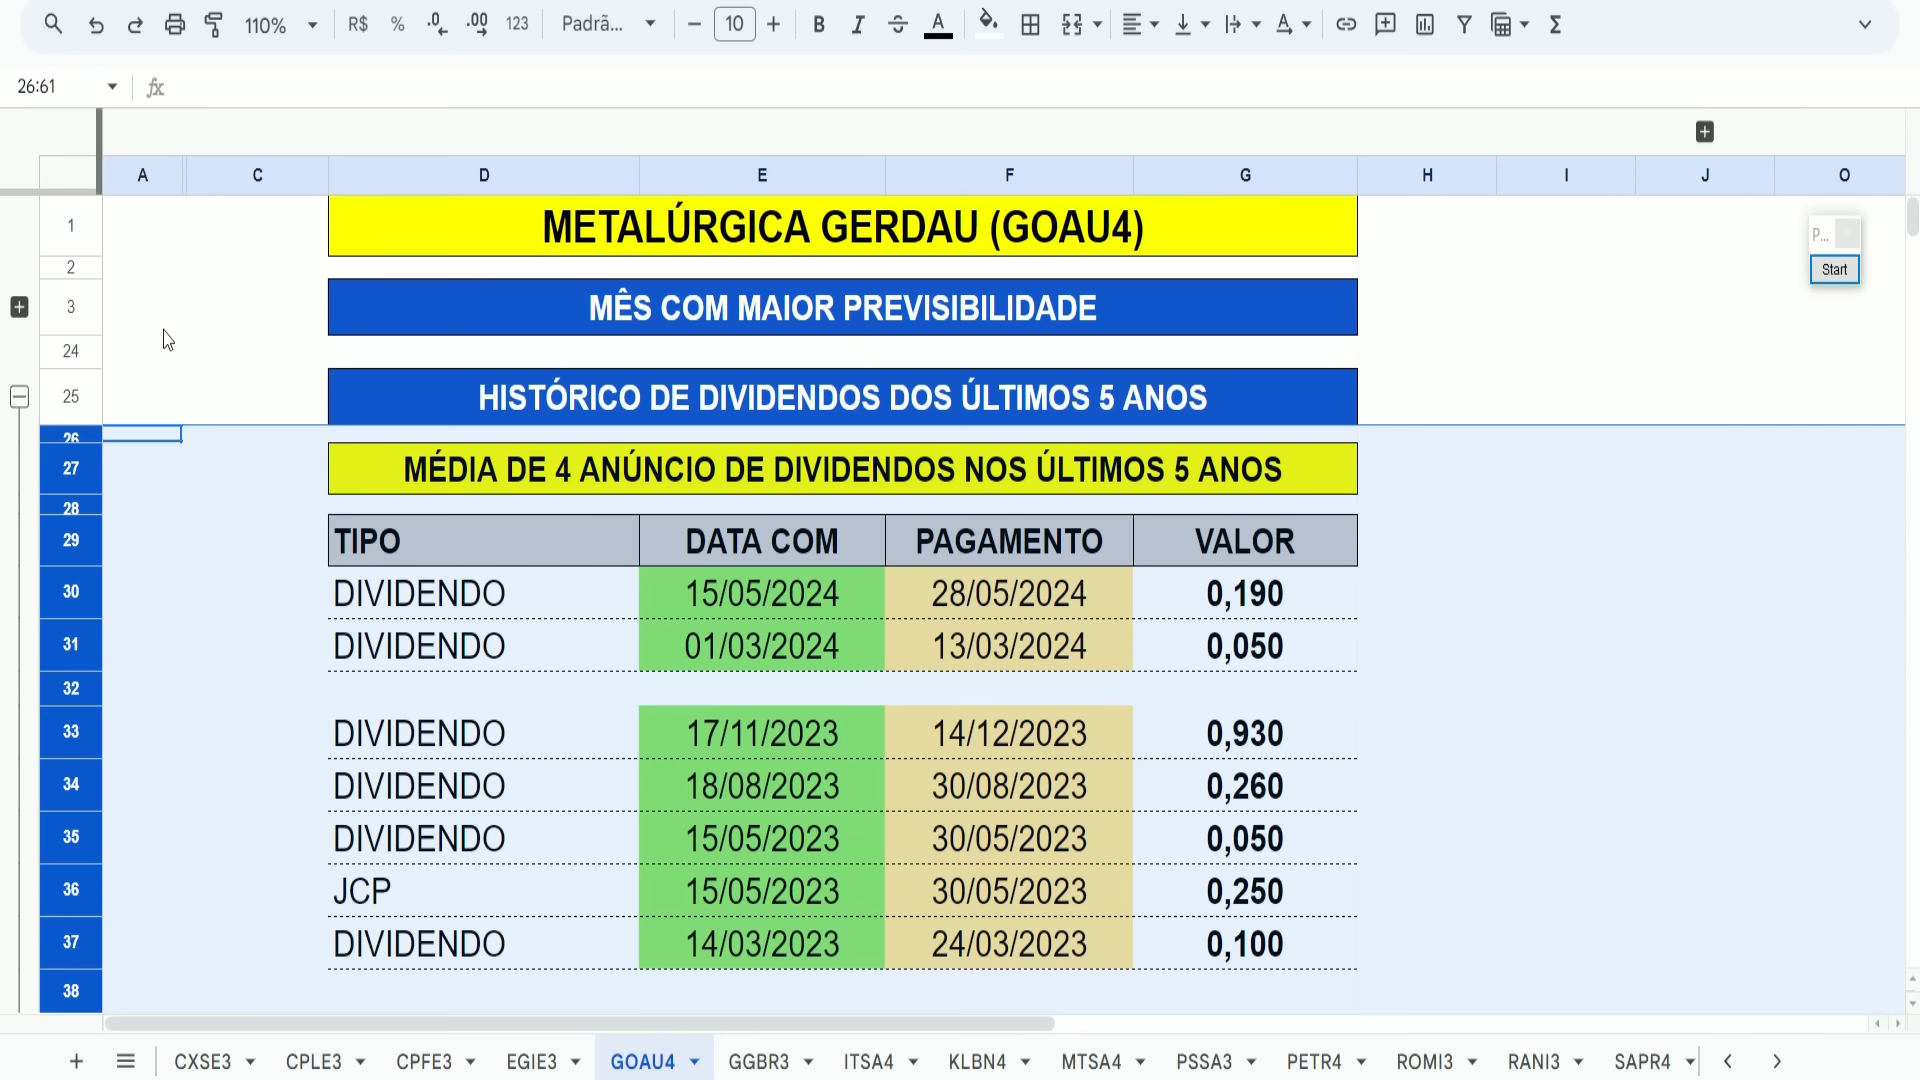 110% R$ % .0 .00 123 Padrã... 10 B I S A A Σ
26:61 fx
A C D E F G H I J O
1 METALÚRGICA GERDAU (GOAU4)
P...
Start
2
3 MÊS COM MAIOR PREVISIBILIDADE
24
25 HISTÓRICO DE DIVIDENDOS DOS ÚLTIMOS 5 ANOS
26
27 MÉDIA DE 4 ANÚNCIO DE DIVIDENDOS NOS ÚLTIMOS 5 ANOS
28
29 TIPO DATA COM PAGAMENTO VALOR
30 DIVIDENDO 15/05/2024 28/05/2024 0,190
31 DIVIDENDO 01/03/2024 13/03/2024 0,050
32
33 DIVIDENDO 17/11/2023 14/12/2023 0,930
34 DIVIDENDO 18/08/2023 30/08/2023 0,260
35 DIVIDENDO 15/05/2023 30/05/2023 0,050
36 JCP 15/05/2023 30/05/2023 0,250
37 DIVIDENDO 14/03/2023 24/03/2023 0,100
38
CXSE3 CPLE3 CPFE3 EGIE3 GOAU4 GGBR3 ITSA4 KLBN4 MTSA4 PSSA3 PETR4 ROMI3 RANI3 SAPR4